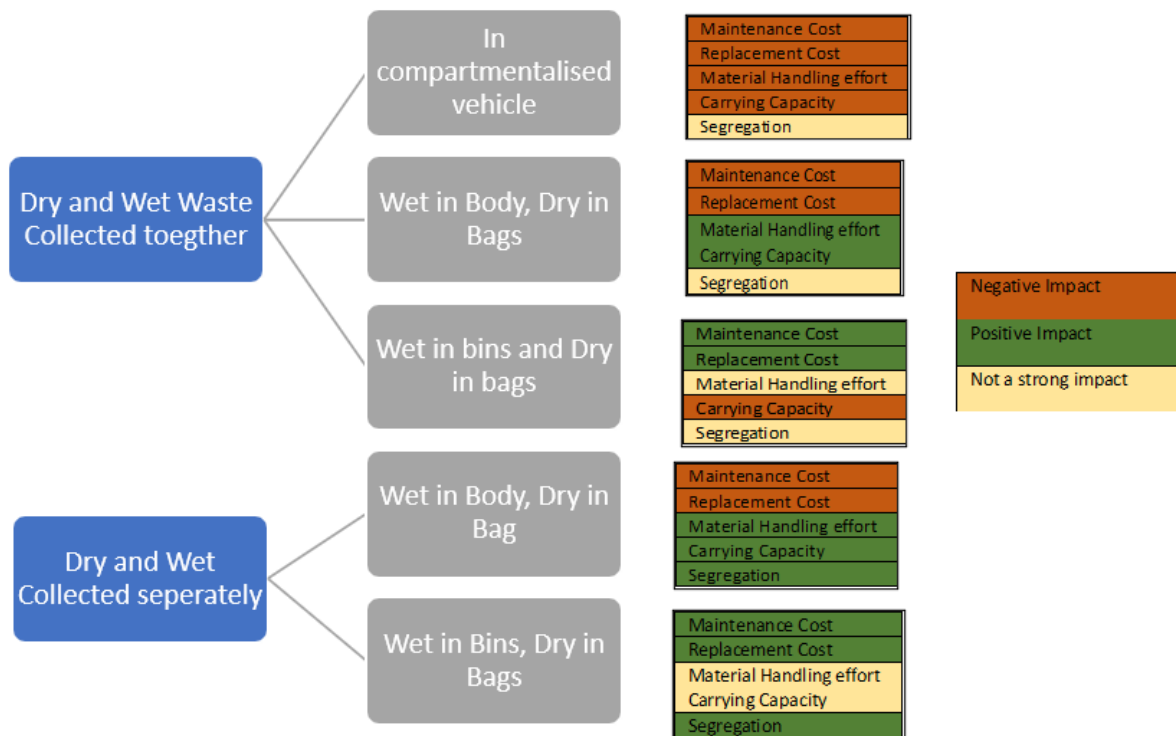 Dry and Wet Waste
Collected toegther
In
compartmentalised
vehicle
Maintenance Cost
Replacement Cost
Material Handling effort
Carrying Capacity
Segregation
Wet in Body, Dry in
Bags
Maintenance Cost
Replacement Cost
Material Handling effort
Carrying Capacity
Segregation
Wet in bins and Dry
in bags
Maintenance Cost
Replacement Cost
Material Handling effort
Carrying Capacity
Segregation
Dry and Wet
Collected seperately
Wet in Body, Dry in
Bag
Maintenance Cost
Replacement Cost
Material Handling effort
Carrying Capacity
Segregation
Wet in Bins, Dry in
Bags
Maintenance Cost
Replacement Cost
Material Handling effort
Carrying Capacity
Segregation
Negative Impact
Positive Impact
Not a strong impact